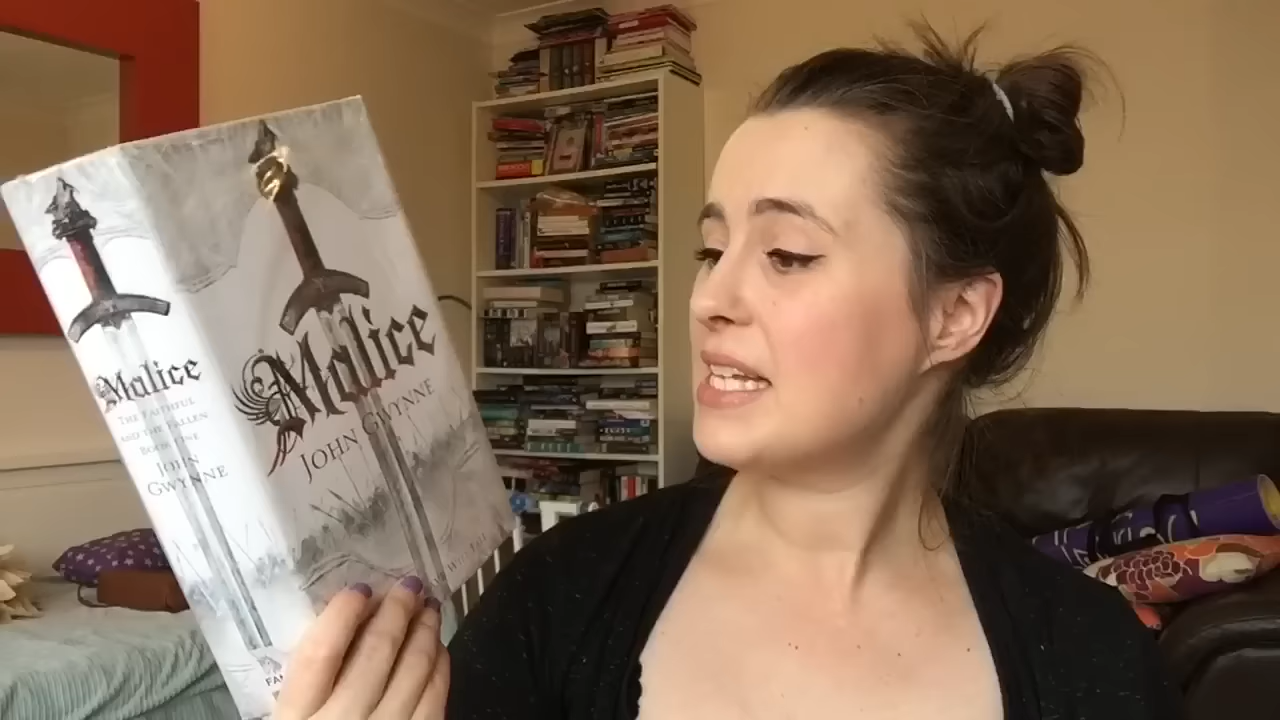 Malice
THE FAITHFUL
AND THE FALLEN
BOOK ONE
JOHN
GWYNNE
Malice
JOHN GWYNNE